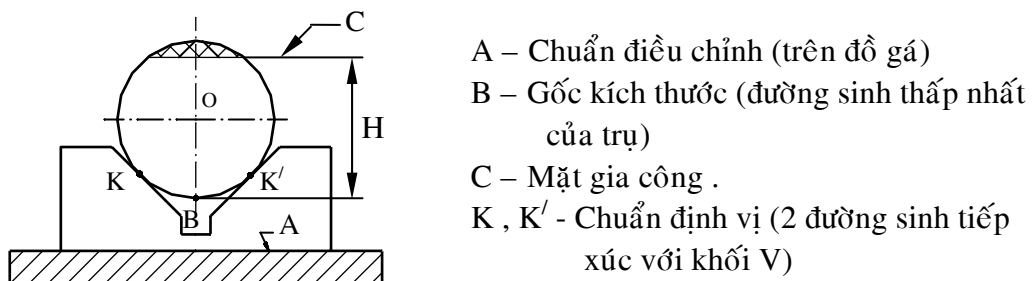 C
A – Chuẩn điều chỉnh (trên đồ gá)
O
B – Gốc kích thước (đường sinh thấp nhất
của trụ)
H
C – Mặt gia công .
K
K/
K , K/ - Chuẩn định vị (2 đường sinh tiếp
xúc với khối V)
B
A